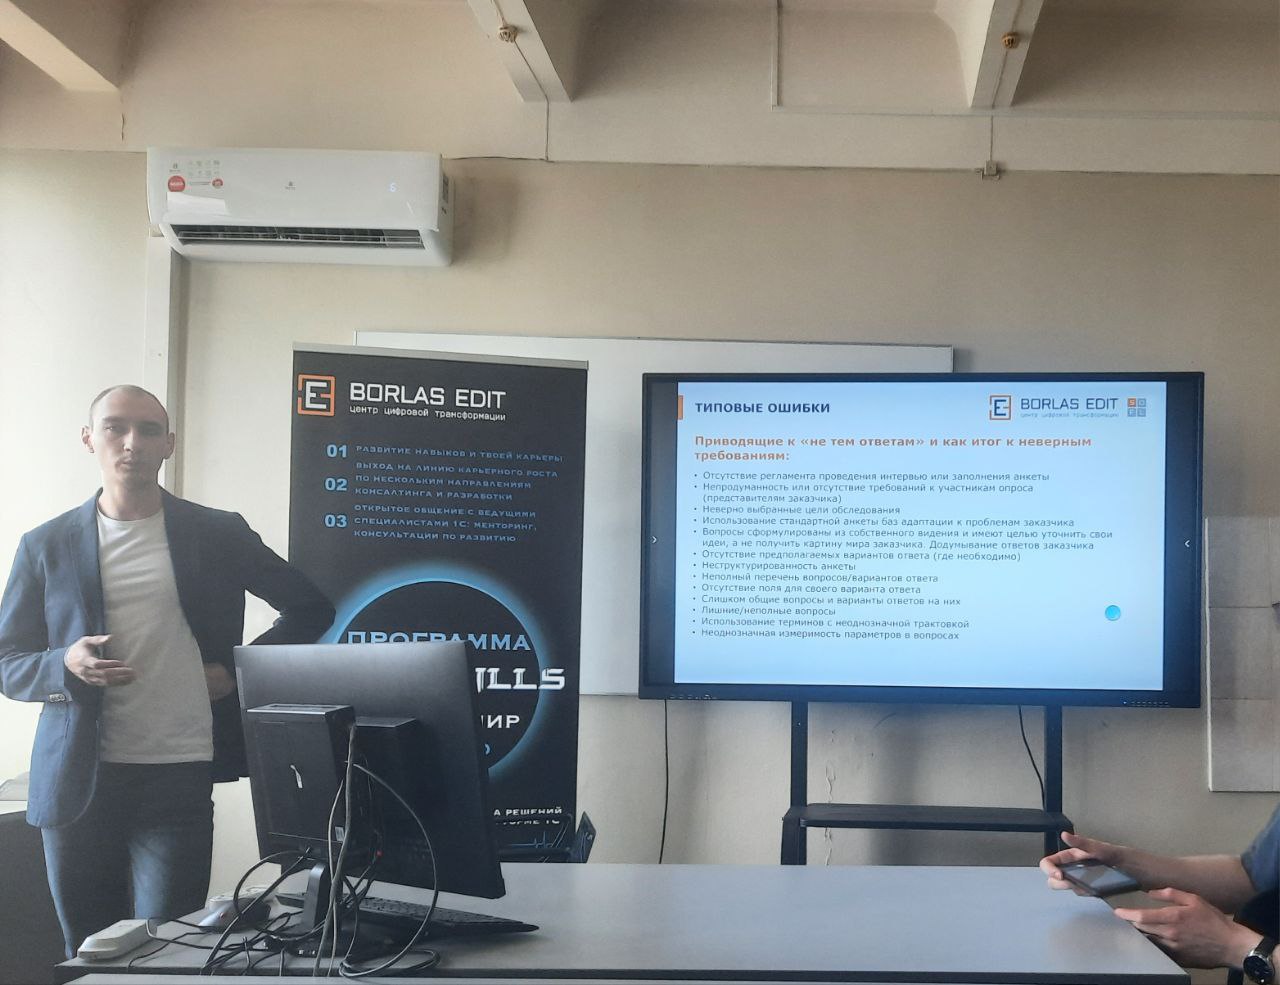 BORLAS EDIT
центр цифровой трансформации
01 РАЗВИТИЕ НАВЫКОВ И ТВОЕЙ КАРЬЕРЫ
ВЫХОД НА ЛИНИЮ КАРЬЕРНОГО РОСТА
02 ПО НЕСКОЛЬКИМ НАПРАВЛЕНИЯМ
КОНСАЛТИНГА И РАЗРАБОТКИ
ОТКРЫТОЕ ОБЩЕНИЕ С ВЕДУЩИМИ
03 СПЕЦИАЛИСТАМИ 1С: МЕНТОРИНГ,
КОНСУЛЬТАЦИИ ПО РАЗВИТИЮ
ПРОГРАММА
ILLS
ИР
А РЕШЕНИЙ
ТИПОВЫЕ ОШИБКИ
BORLAS EDIT
центр цифровой трансформации
Приводящие к «не тем ответам» и как итог к неверным
требованиям:
• Отсутствие регламента проведения интервью или заполнения анкеты
• Непродуманность или отсутствие требований к участникам опроса
(представителям заказчика)
• Неверно выбранные цели обследования
• Использование стандартной анкеты баз адаптации к проблемам заказчика
• Вопросы сформулированы из собственного видения и имеют целью уточнить свои
идеи, а не получить картину мира заказчика. Додумывание ответов заказчика
• Отсутствие предполагаемых вариантов ответа (где необходимо)
• Неструктурированность анкеты
• Неполный перечень вопросов/вариантов ответа
• Отсутствие поля для своего варианта ответа
• Слишком общие вопросы и варианты ответов на них
• Лишние/неполные вопросы
• Использование терминов с неоднозначной трактовкой
• Неоднозначная измеримость параметров в вопросах